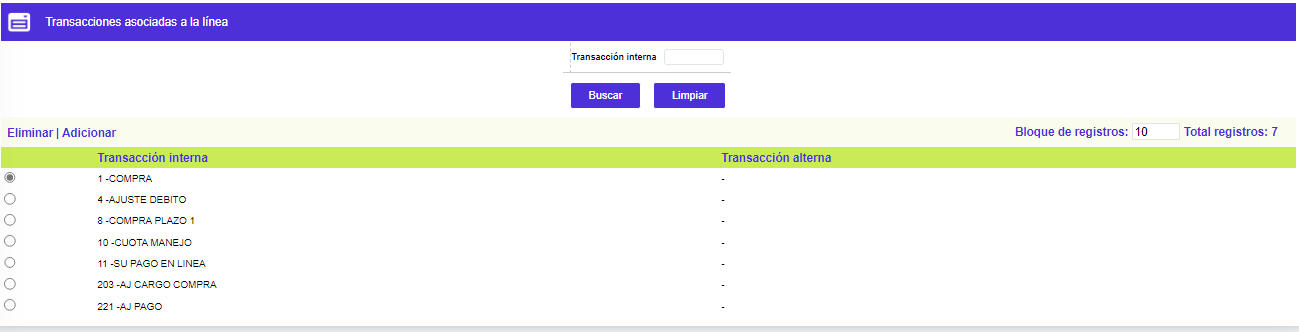 Transacciones asociadas a la línea
Transacción interna
Buscar Limpiar
Eliminar | Adicionar Bloque de registros: 10 Total registros: 7
Transacción interna Transacción alterna
1 -COMPRA -
4 -AJUSTE DEBITO -
8 -COMPRA PLAZO 1 -
10 -CUOTA MANEJO -
11 -SU PAGO EN LINEA -
203 -AJ CARGO COMPRA -
221 -AJ PAGO -